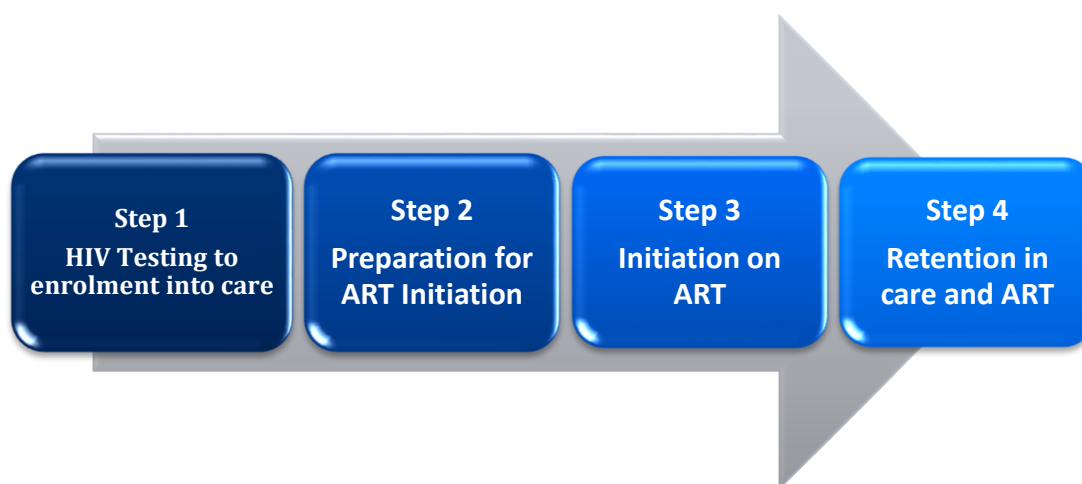 Step 1
HIV Testing to
enrolment into care
Step 2
Preparation for
ART Initiation
Step 3
Initiation on
ART
Step 4
Retention in
care and ART